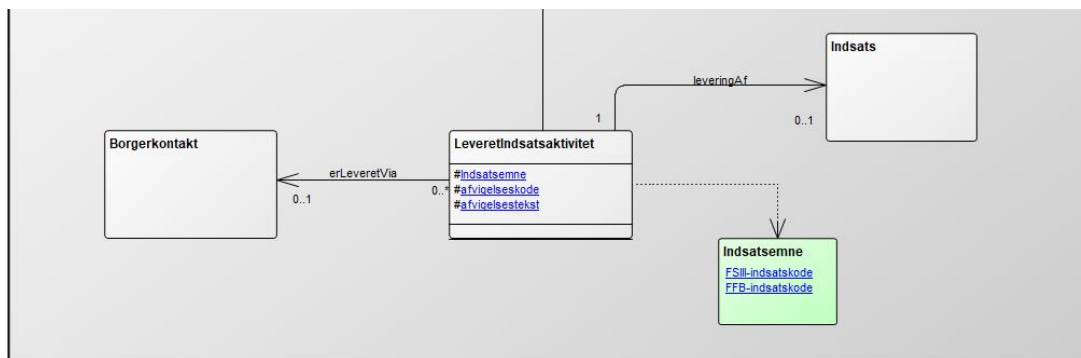 Indsats
leveringAf
1
0..1
Borgerkontakt
erLeveretVia
0..1
0..*
LeveretIndsatsaktivitet
#Indsatsemne
#afvigelseskode
#afvigelsestekst
Indsatsemne
FSIII-indsatskode
FFB-indsatskode